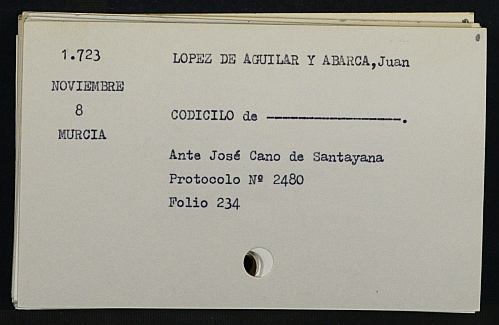 1.723
NOVIEMBRE
8
MURCIA
LOPEZ DE AGUILAR Y ABARCA,Juan
CODICILO de -----------------.
Ante José Cano de Santayana
Protocolo Nº 2480
Folio 234